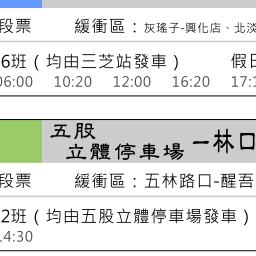 段票 緩衝區：灰瑤子-興化店、北淡
6班（均由三芝站發車） 假日
06:00 10:20 12:00 16:20 17:1
五股
立體停車場 一林口
段票 緩衝區：五林路口-醒吾
2班（均由五股立體停車場發車）
14:30